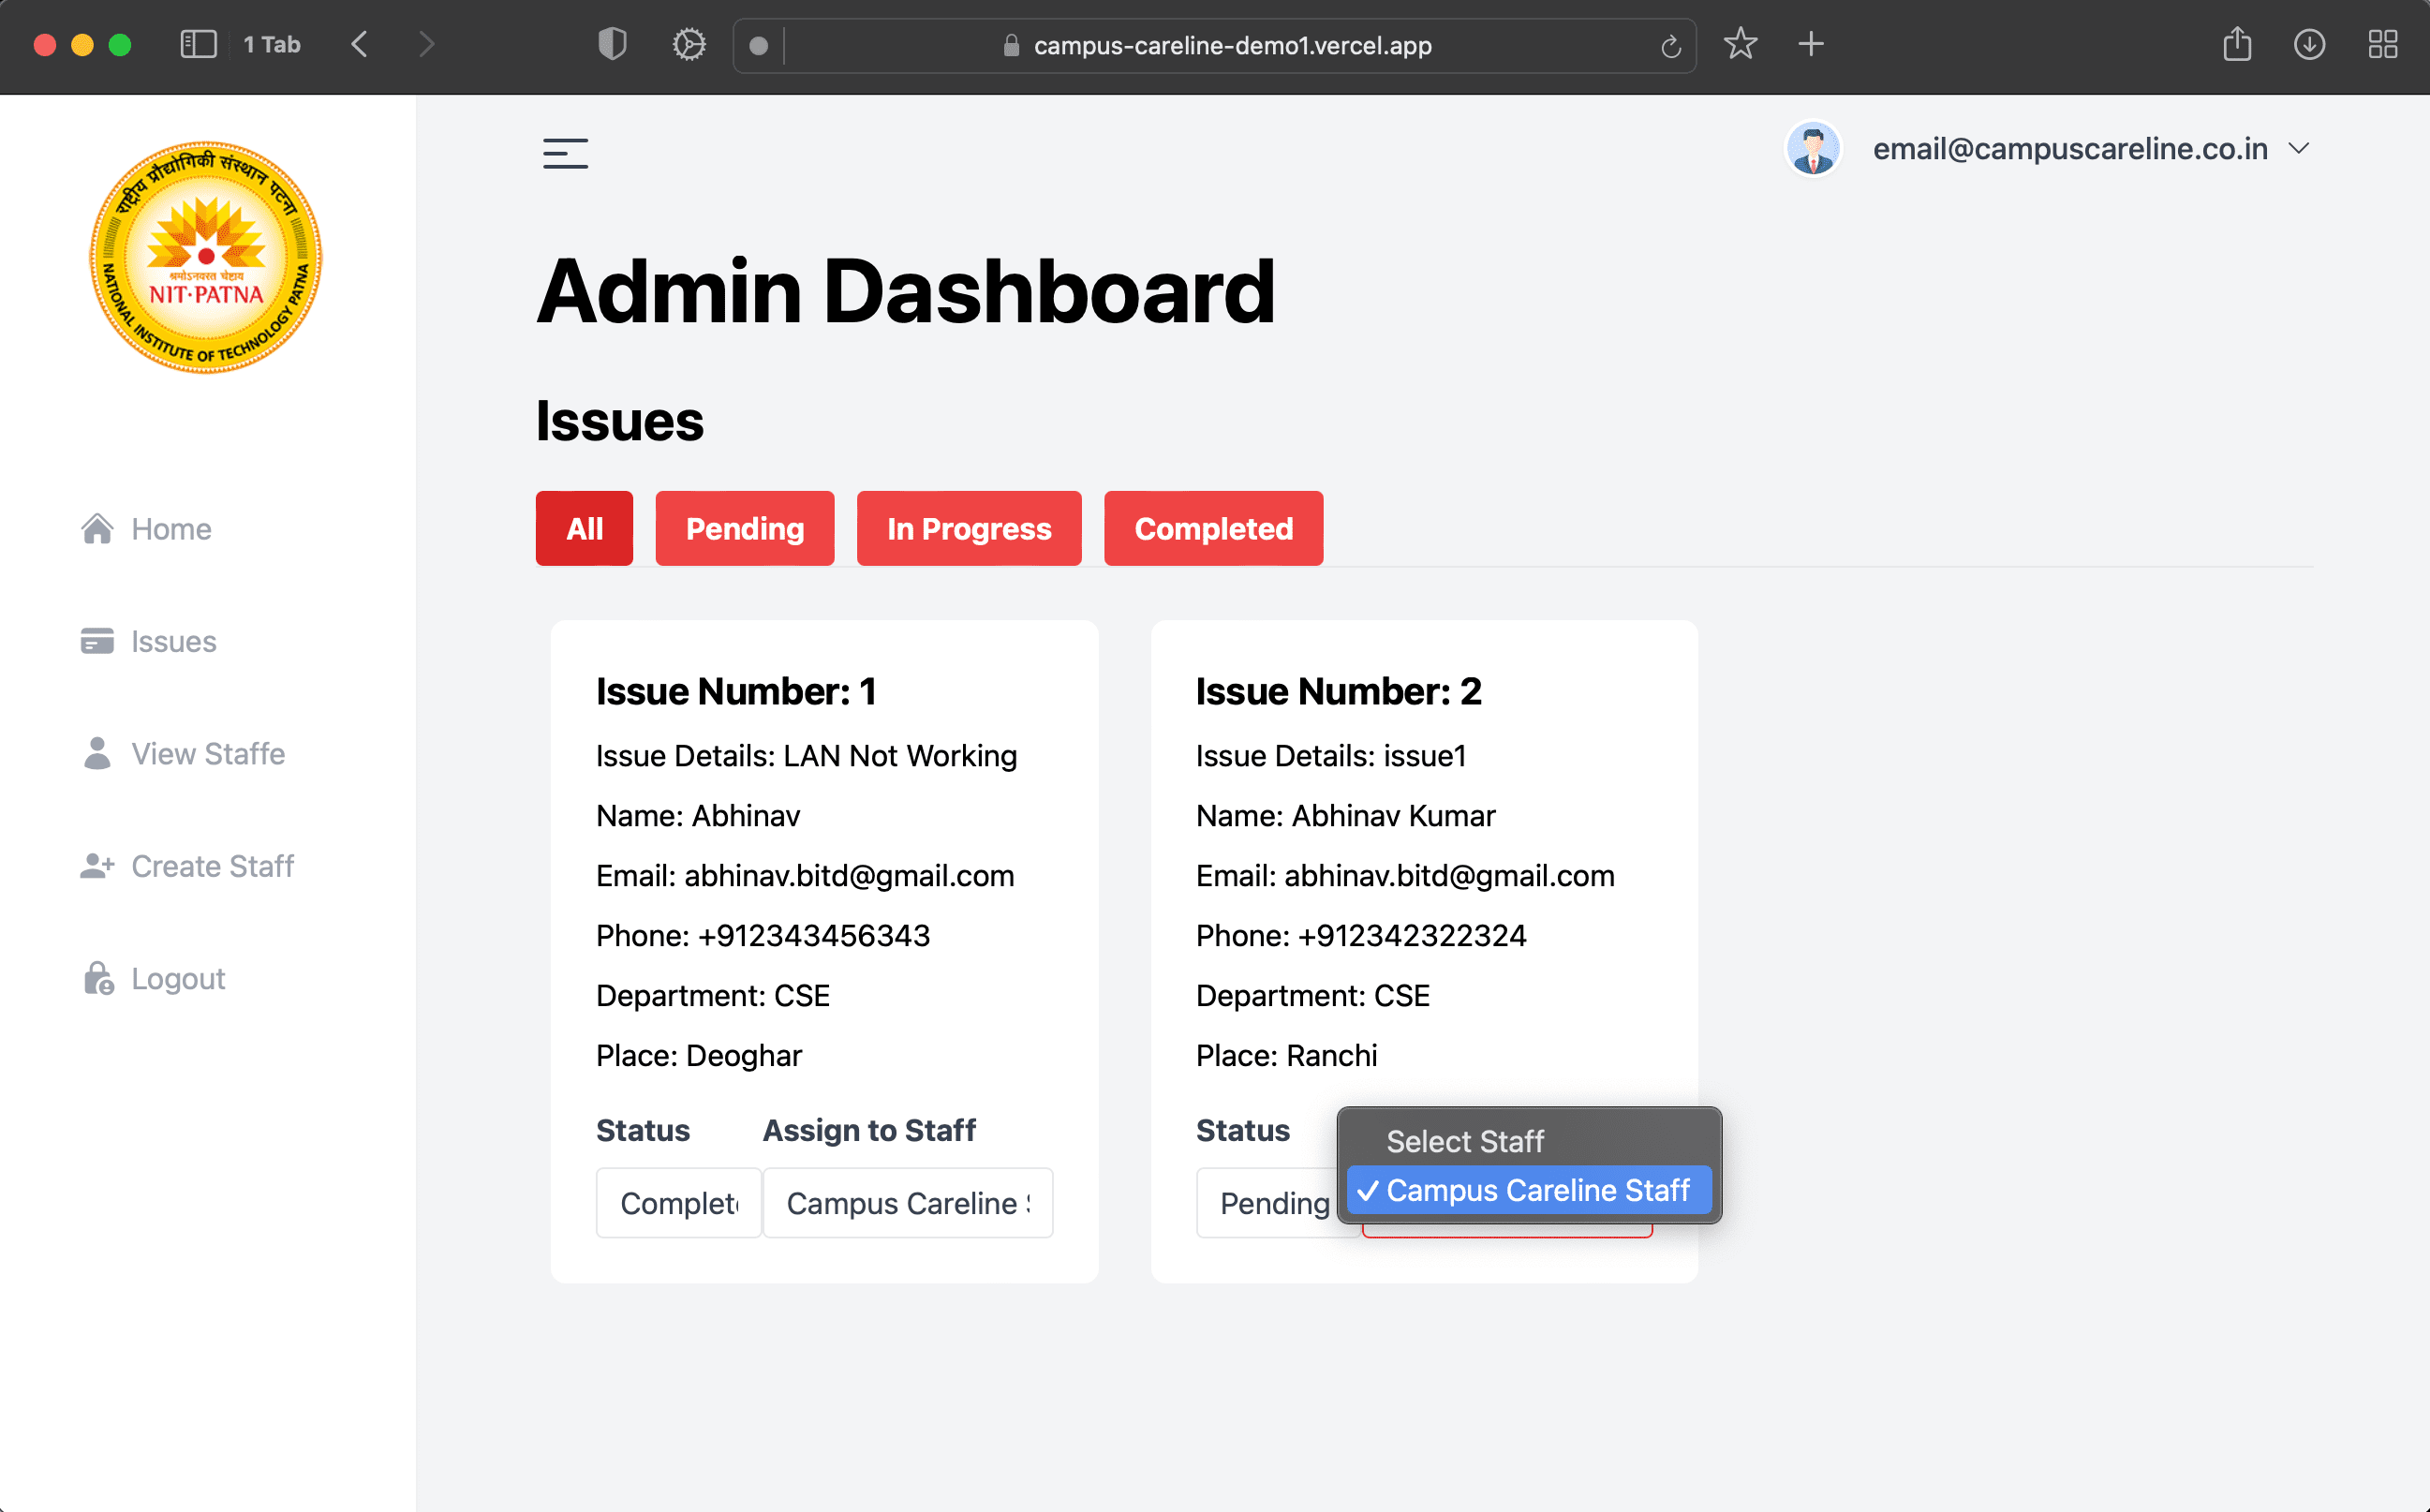 1 Tab
campus-careline-demo1.vercel.app
राष्ट्रीय प्रौद्योगिकी संस्थान पटना
श्रमोऽनवरत चेष्टाय
NIT-PATNA
NATIONAL INSTITUTE OF TECHNOLOGY PATNA
email@campuscareline.co.in
Home
Issues
View Staffe
Create Staff
Logout
Admin Dashboard
Issues
All Pending In Progress Completed
Issue Number: 1
Issue Details: LAN Not Working
Name: Abhinav
Email: abhinav.bitd@gmail.com
Phone: +912343456343
Department: CSE
Place: Deoghar
Status Assign to Staff
Complet Campus Careline
Issue Number: 2
Issue Details: issue1
Name: Abhinav Kumar
Email: abhinav.bitd@gmail.com
Phone: +912342322324
Department: CSE
Place: Ranchi
Status
Pending
Select Staff
Campus Careline Staff